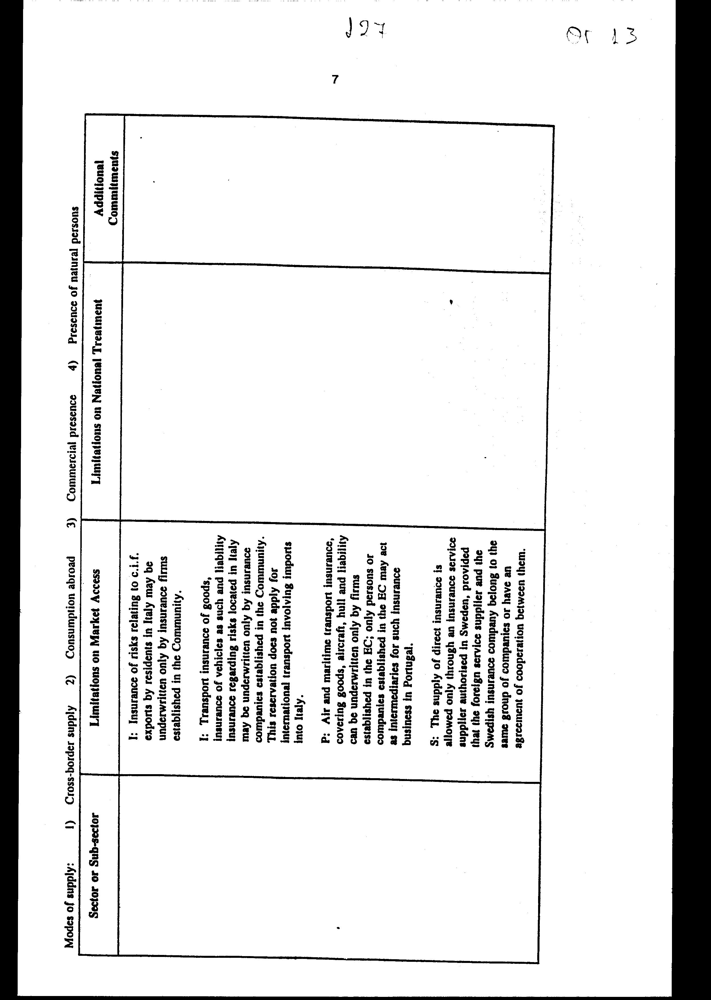 127
Or 13
7
Modes of supply: 1) Cross-border supply 2) Consumption abroad 3) Commercial presence 4) Presence of natural persons
Sector or Sub-sector
Limitations on Market Access
Limitations on National Treatment
Additional
Commitments
I: Insurance of risks relating to c.i.f.
exports by residents in Italy may be
underwritten only by insurance firms
established in the Community.
I: Transport insurance of goods,
insurance of vehicles as such and liability
insurance regarding risks located in Italy
may be underwritten only by insurance
companies established in the Community.
This reservation does not apply for
international transport involving imports
into Italy.
P: Air and maritime transport insurance,
covering goods, aircraft, hull and liability
can be underwritten only by firms
established in the EC; only persons or
companies established in the EC may act
as intermediaries for such insurance
business in Portugal.
S: The supply of direct insurance is
allowed only through an insurance service
supplier authorised in Sweden, provided
that the foreign service supplier and the
Swedish insurance company belong to the
same group of companies or have an
agreement of cooperation between them.